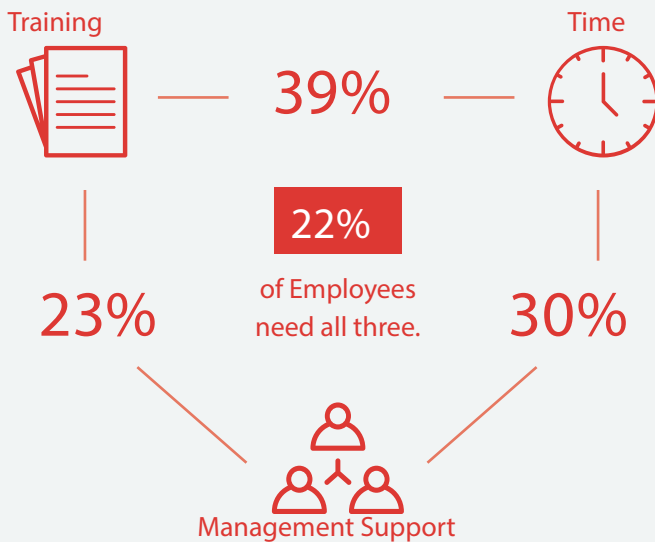 Training
Time
39%
22%
of Employees
need all three.
23%
30%
Management Support